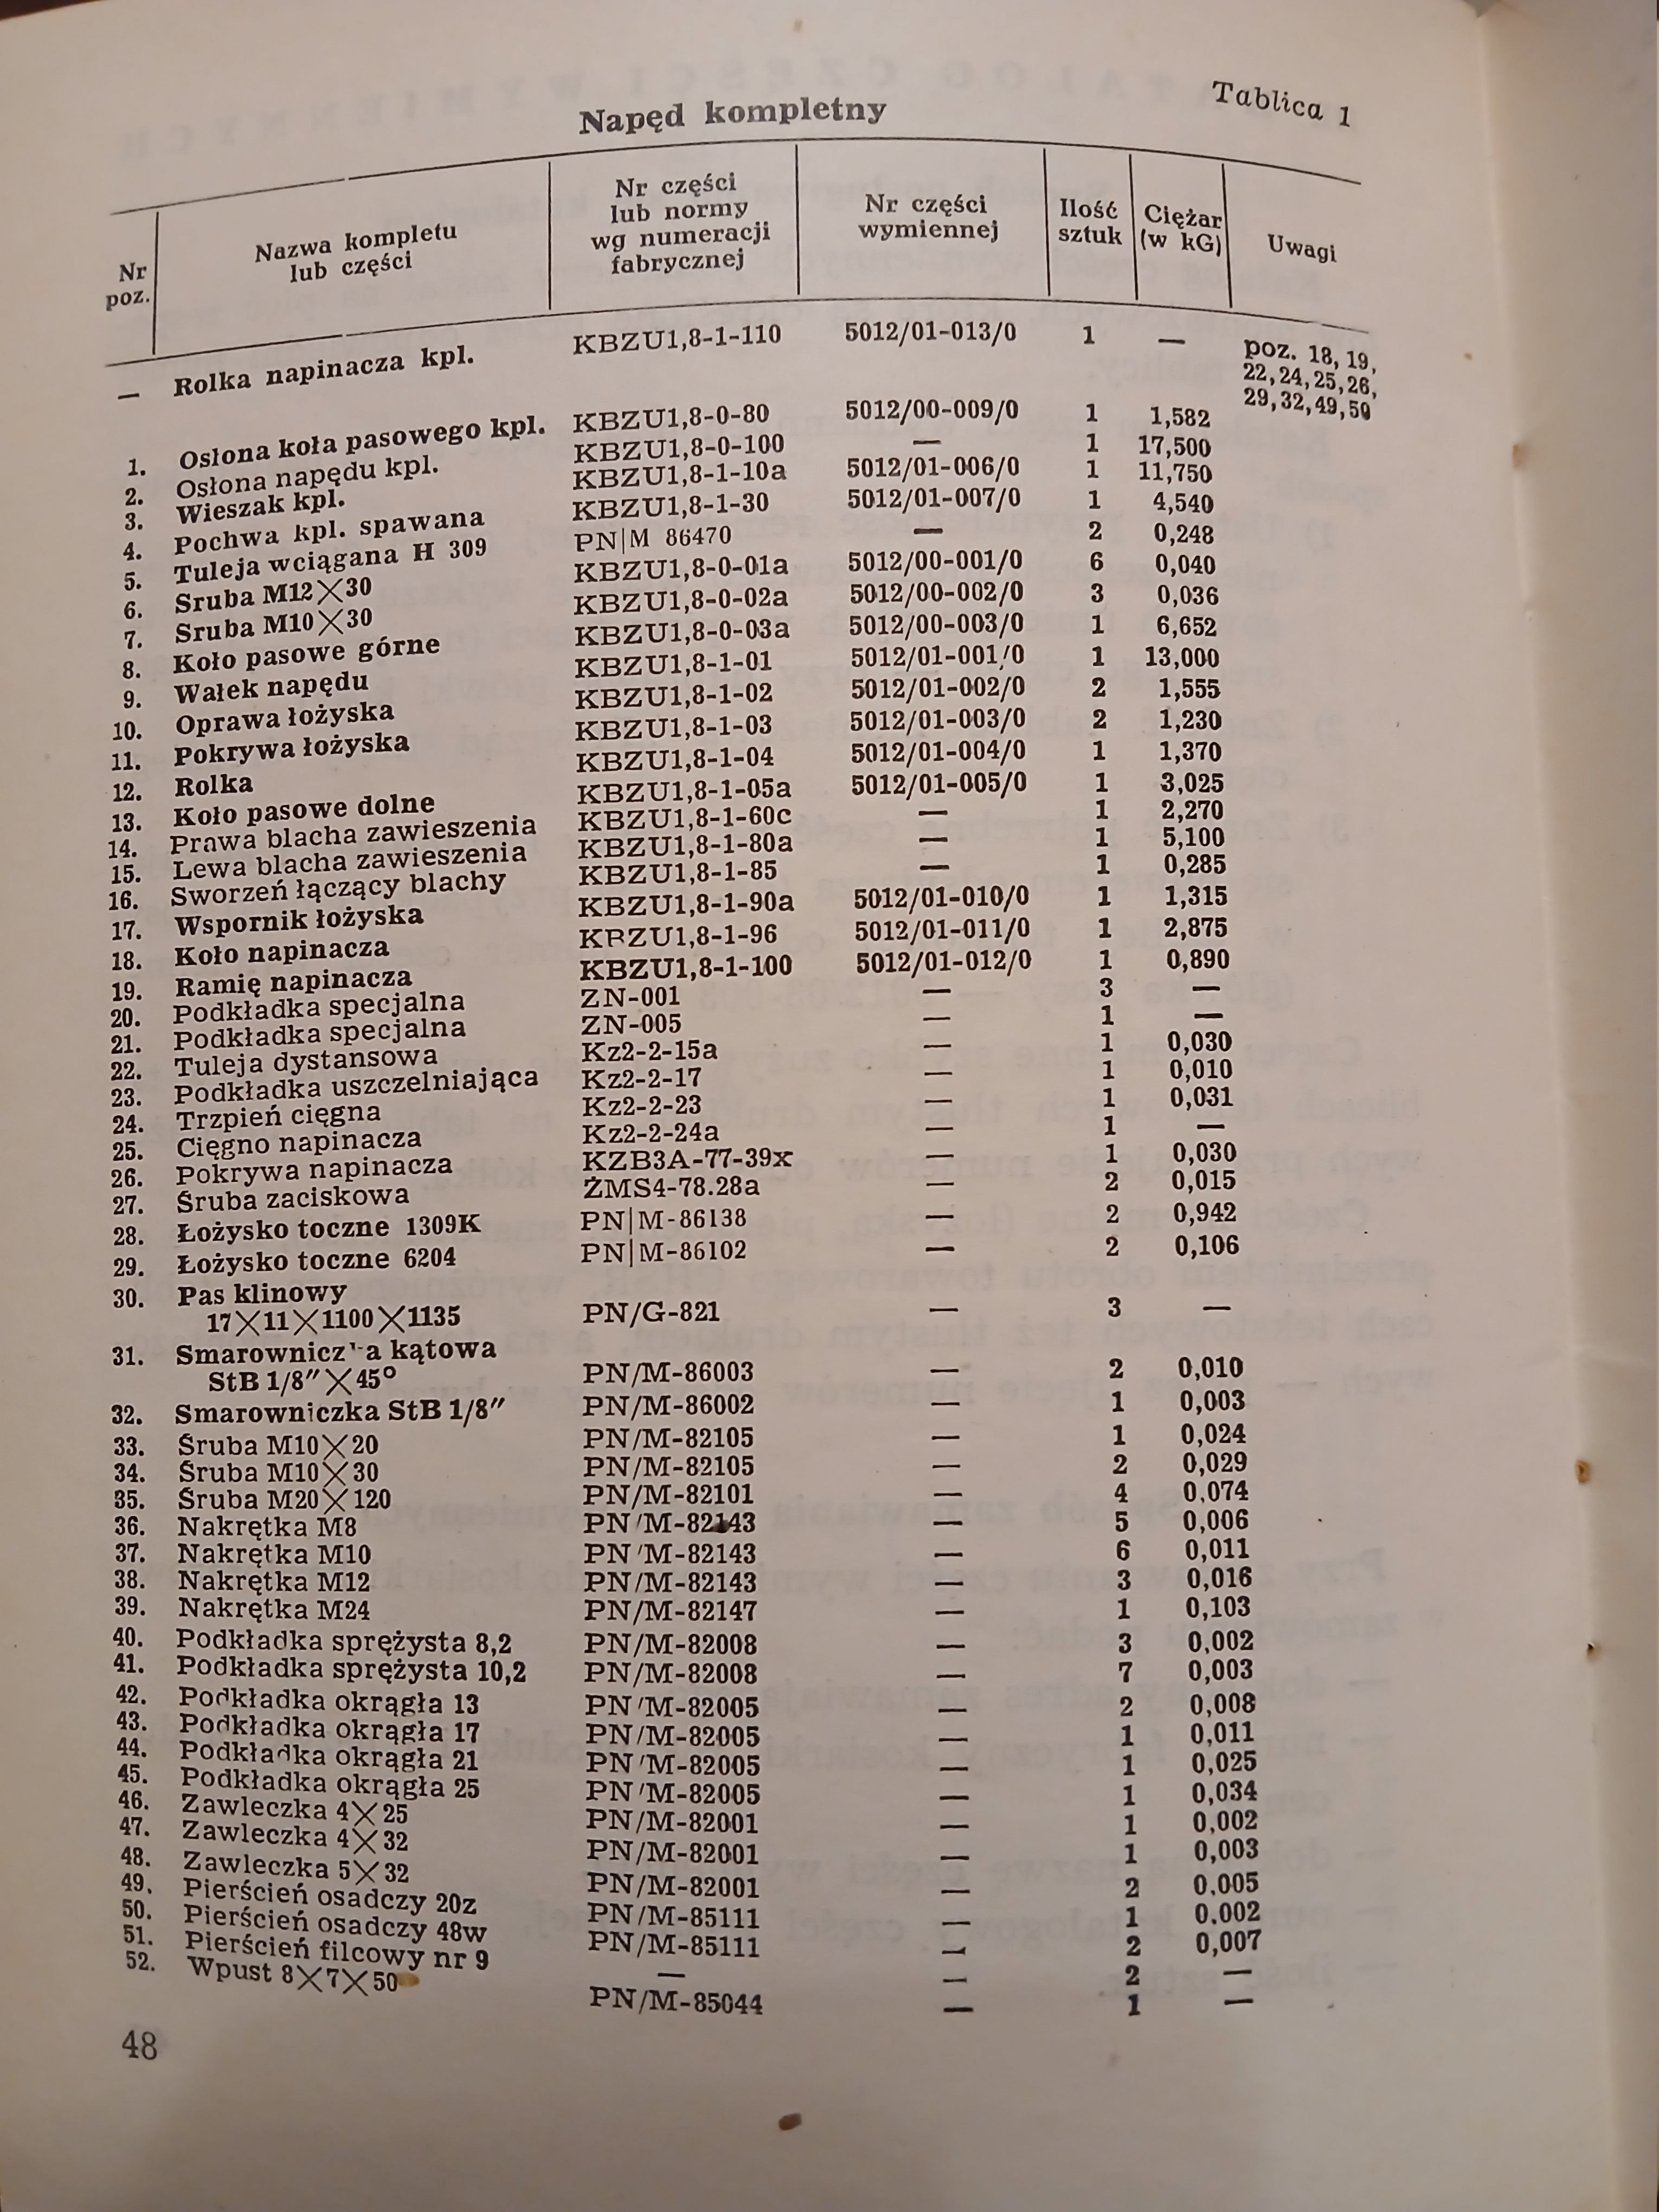 Tablica 1
Napęd kompletny
Nr poz. | Nazwa kompletu lub części | Nr części lub normy wg numeracji fabrycznej | Nr części wymiennej | Ilość sztuk | Ciężar (w kG) | Uwagi
— Rolka napinacza kpl. KBZU1,8-1-110 5012/01-013/0 1 — poz. 18, 19, 22, 24, 25, 26, 29, 32, 49, 50
1. Osłona koła pasowego kpl. KBZU1,8-0-80 5012/00-009/0 1 1,582
2. Osłona napędu kpl. KBZU1,8-0-100 — 1 17,500
3. Wieszak kpl. KBZU1,8-1-10a 5012/01-006/0 1 11,750
4. Pochwa kpl. spawana KBZU1,8-1-30 5012/01-007/0 1 4,540
5. Tuleja wciągana H 309 PN|M 86470 — 2 0,248
6. Sruba M12×30 KBZU1,8-0-01a 5012/00-001/0 6 0,040
7. Sruba M10×30 KBZU1,8-0-02a 5012/00-002/0 3 0,036
8. Koło pasowe górne KBZU1,8-0-03a 5012/00-003/0 1 6,652
9. Wałek napędu KBZU1,8-1-01 5012/01-001/0 1 13,000
10. Oprawa łożyska KBZU1,8-1-02 5012/01-002/0 2 1,555
11. Pokrywa łożyska KBZU1,8-1-03 5012/01-003/0 2 1,230
12. Rolka KBZU1,8-1-04 5012/01-004/0 1 1,370
13. Koło pasowe dolne KBZU1,8-1-05a 5012/01-005/0 1 3,025
14. Prawa blacha zawieszenia KBZU1,8-1-60c — 1 2,270
15. Lewa blacha zawieszenia KBZU1,8-1-80a — 1 5,100
16. Sworzeń łączący blachy KBZU1,8-1-85 — 1 0,285
17. Wspornik łożyska KBZU1,8-1-90a 5012/01-010/0 1 1,315
18. Koło napinacza KBZU1,8-1-96 5012/01-011/0 1 2,875
19. Ramię napinacza KBZU1,8-1-100 5012/01-012/0 1 0,890
20. Podkładka specjalna ZN-001 — 3 —
21. Podkładka specjalna ZN-005 — 1 —
22. Tuleja dystansowa Kz2-2-15a — 1 0,030
23. Podkładka uszczelniająca Kz2-2-17 — 1 0,010
24. Trzpień cięgna Kz2-2-23 — 1 0,031
25. Cięgno napinacza Kz2-2-24a — 1 —
26. Pokrywa napinacza KZB3A-77-39x — 1 0,030
27. Śruba zaciskowa ŻMS4-78.28a — 2 0,015
28. Łożysko toczne 1309K PN|M-86138 — 2 0,942
29. Łożysko toczne 6204 PN|M-86102 — 2 0,106
30. Pas klinowy
17×11×1100×1135 PN/G-821 — 3 —
31. Smarowniczka kątowa
StB 1/8″×45° PN/M-86003 — 2 0,010
32. Smarowniczka StB 1/8″ PN/M-86002 — 1 0,003
33. Śruba M10×20 PN/M-82105 — 1 0,024
34. Śruba M10×30 PN/M-82105 — 2 0,029
35. Śruba M20×120 PN/M-82101 — 4 0,074
36. Nakrętka M8 PN/M-82143 — 5 0,006
37. Nakrętka M10 PN/M-82143 — 6 0,011
38. Nakrętka M12 PN/M-82143 — 3 0,016
39. Nakrętka M24 PN/M-82147 — 1 0,103
40. Podkładka sprężysta 8,2 PN/M-82008 — 3 0,002
41. Podkładka sprężysta 10,2 PN/M-82008 — 7 0,003
42. Podkładka okrągła 13 PN/M-82005 — 2 0,008
43. Podkładka okrągła 17 PN/M-82005 — 1 0,011
44. Podkładka okrągła 21 PN/M-82005 — 1 0,025
45. Podkładka okrągła 25 PN/M-82005 — 1 0,034
46. Zawleczka 4×25 PN/M-82001 — 1 0,002
47. Zawleczka 4×32 PN/M-82001 — 1 0,003
48. Zawleczka 5×32 PN/M-82001 — 2 0,005
49. Pierścień osadczy 20z PN/M-85111 — 1 0.002
50. Pierścień osadczy 48w PN/M-85111 — 2 0,007
51. Pierścień filcowy nr 9 — — 2 —
52. Wpust 8×7×50 PN/M-85044 — 1 —
48